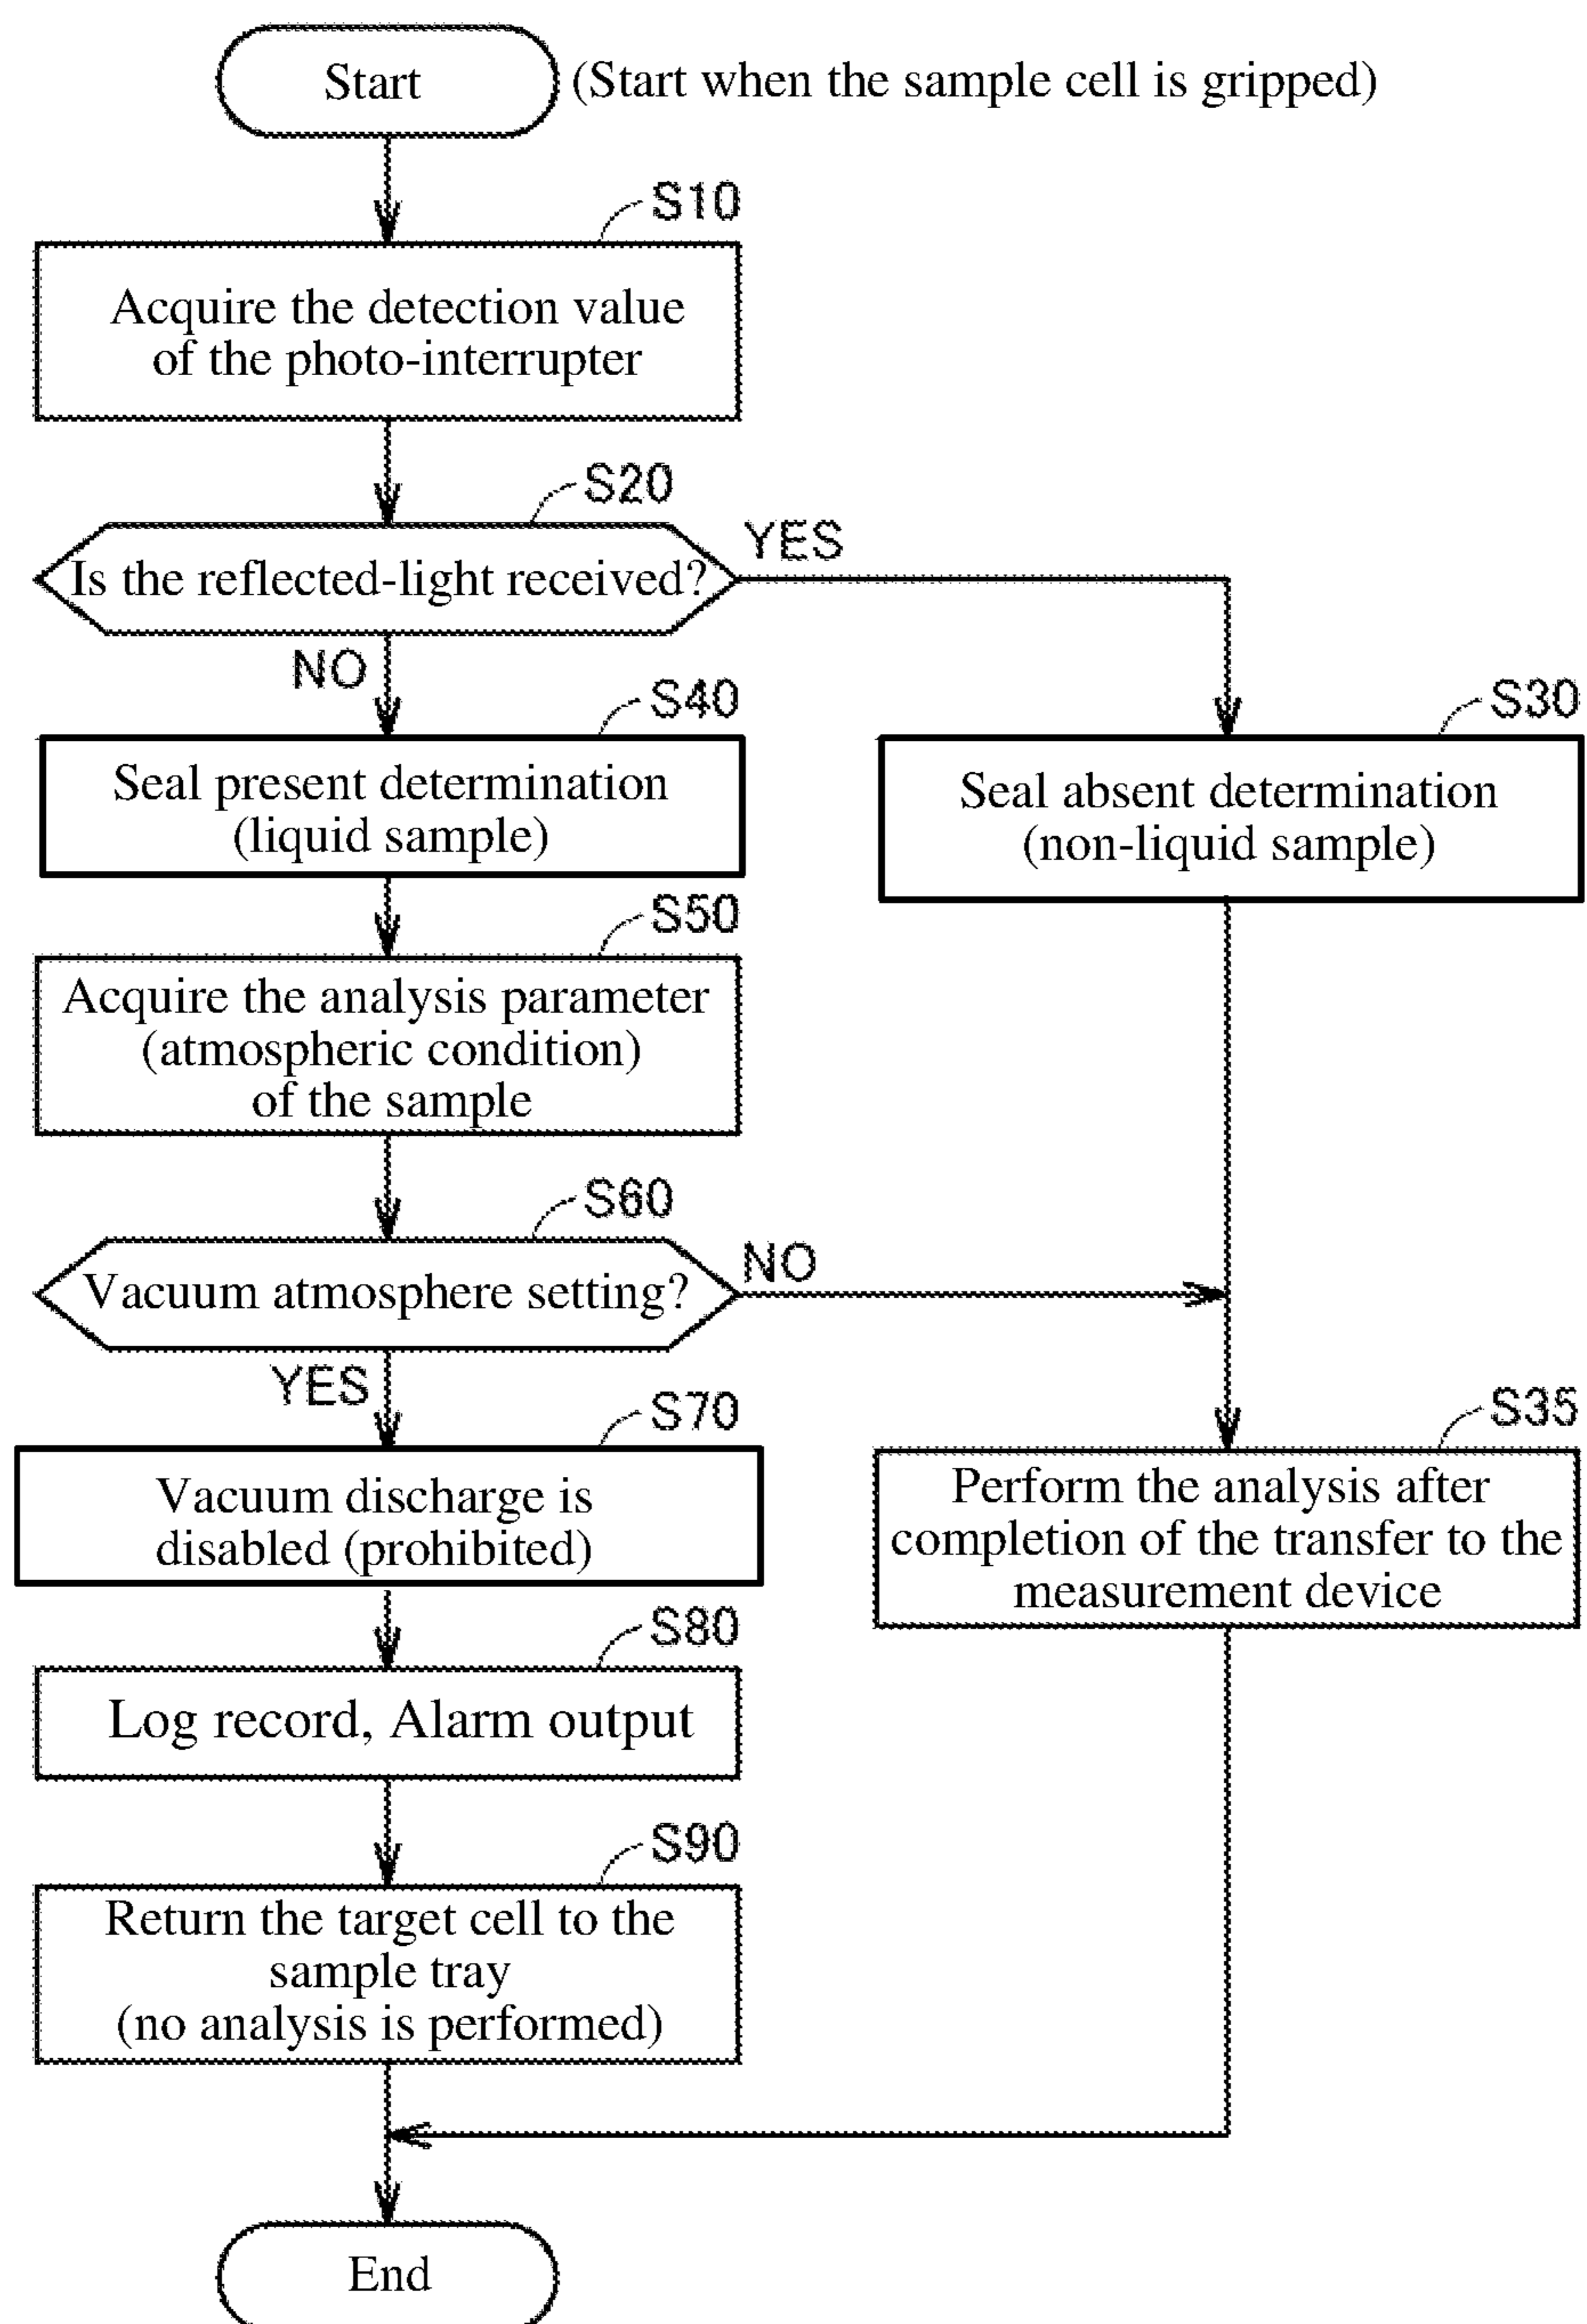 Start
(Start when the sample cell is gripped)
S10
Acquire the detection value
of the photo-interrupter
S20
Is the reflected-light received?
YES
NO
S40
Seal present determination
(liquid sample)
S30
Seal absent determination
(non-liquid sample)
S50
Acquire the analysis parameter
(atmospheric condition)
of the sample
S60
Vacuum atmosphere setting?
NO
YES
S70
Vacuum discharge is
disabled (prohibited)
S35
Perform the analysis after
completion of the transfer to the
measurement device
S80
Log record, Alarm output
S90
Return the target cell to the
sample tray
(no analysis is performed)
End